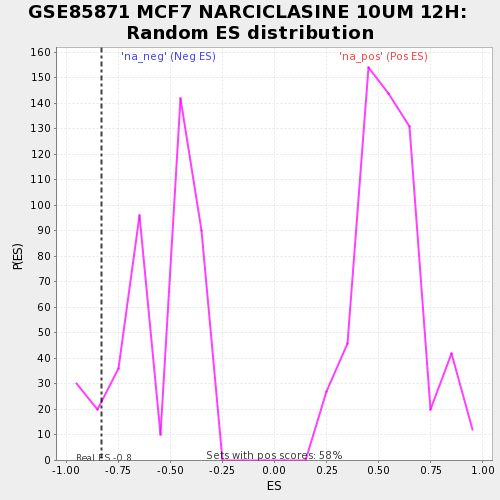 GSE85871 MCF7 NARCICLASINE 10UM 12H:
Random ES distribution
'na_neg' (Neg ES)
'na_pos' (Pos ES)
160
150
140
130
120
110
100
90
80
70
60
50
40
30
20
10
0
P(ES)
Real ES -0.8
Sets with pos scores: 58%
-1.00 -0.75 -0.50 -0.25 0.00 0.25 0.50 0.75 1.00
ES